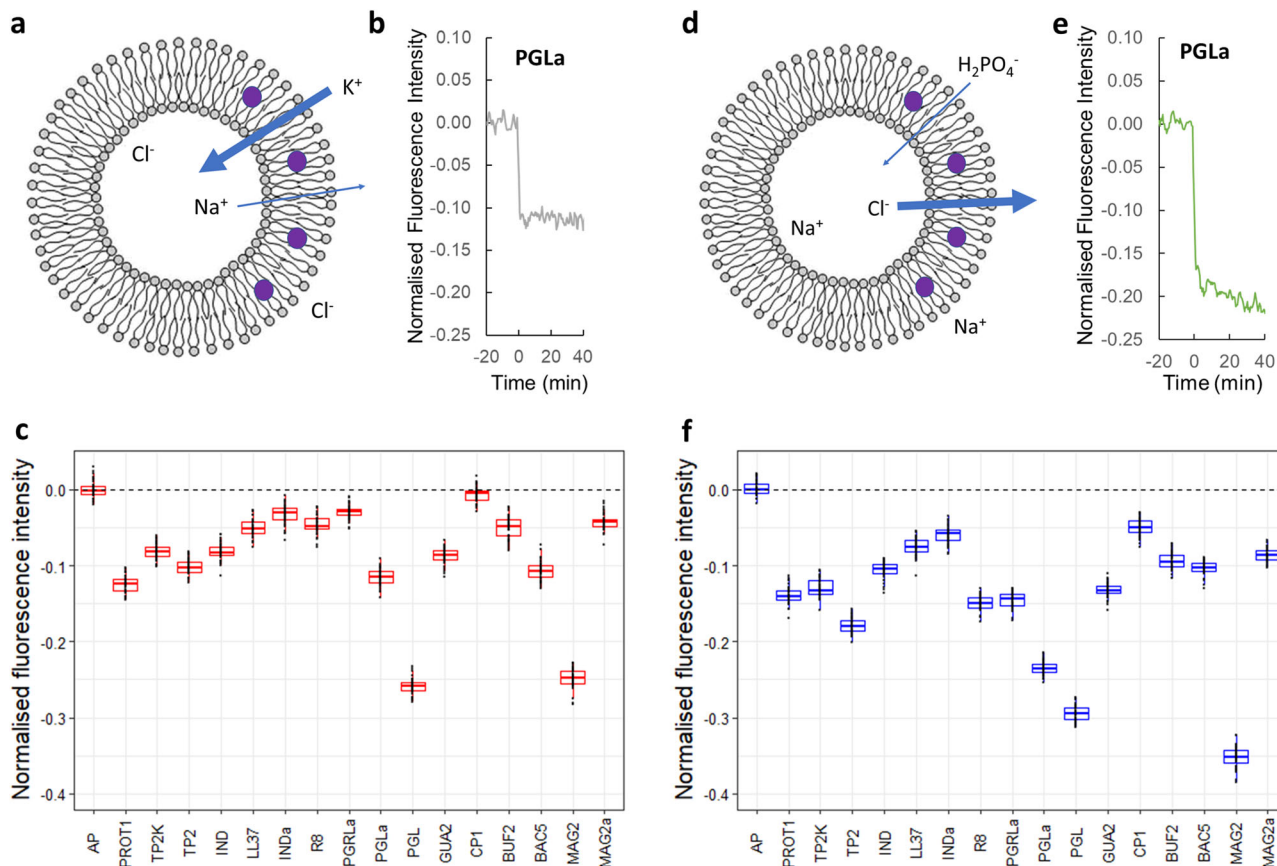 a
K⁺
Cl⁻
Na⁺
Cl⁻
b
PGLa
Normalised Fluorescence Intensity
0.10
0.05
0.00
-0.05
-0.10
-0.15
-0.20
-0.25
-20 0 20 40
Time (min)
d
H₂PO₄⁻
Cl⁻
Na⁺
Na⁺
e
PGLa
Normalised Fluorescence Intensity
0.10
0.05
0.00
-0.05
-0.10
-0.15
-0.20
-0.25
-20 0 20 40
Time (min)
c
Normalised fluorescence intensity
0.0
-0.1
-0.2
-0.3
-0.4
AP
PROT1
TP2K
TP2
IND
LL37
INDa
R8
PGRLa
PGLa
PGL
GUA2
CP1
BUF2
BAC5
MAG2
MAG2a
f
Normalised fluorescence intensity
0.0
-0.1
-0.2
-0.3
-0.4
AP
PROT1
TP2K
TP2
IND
LL37
INDa
R8
PGRLa
PGLa
PGL
GUA2
CP1
BUF2
BAC5
MAG2
MAG2a